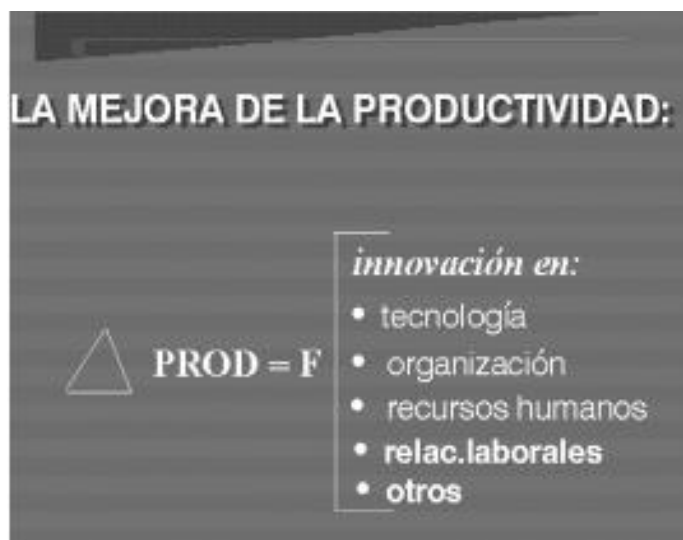 LA MEJORA DE LA PRODUCTIVIDAD:
innovación en:
• tecnología
PROD = F
• organización
• recursos humanos
• relac.laborales
• otros